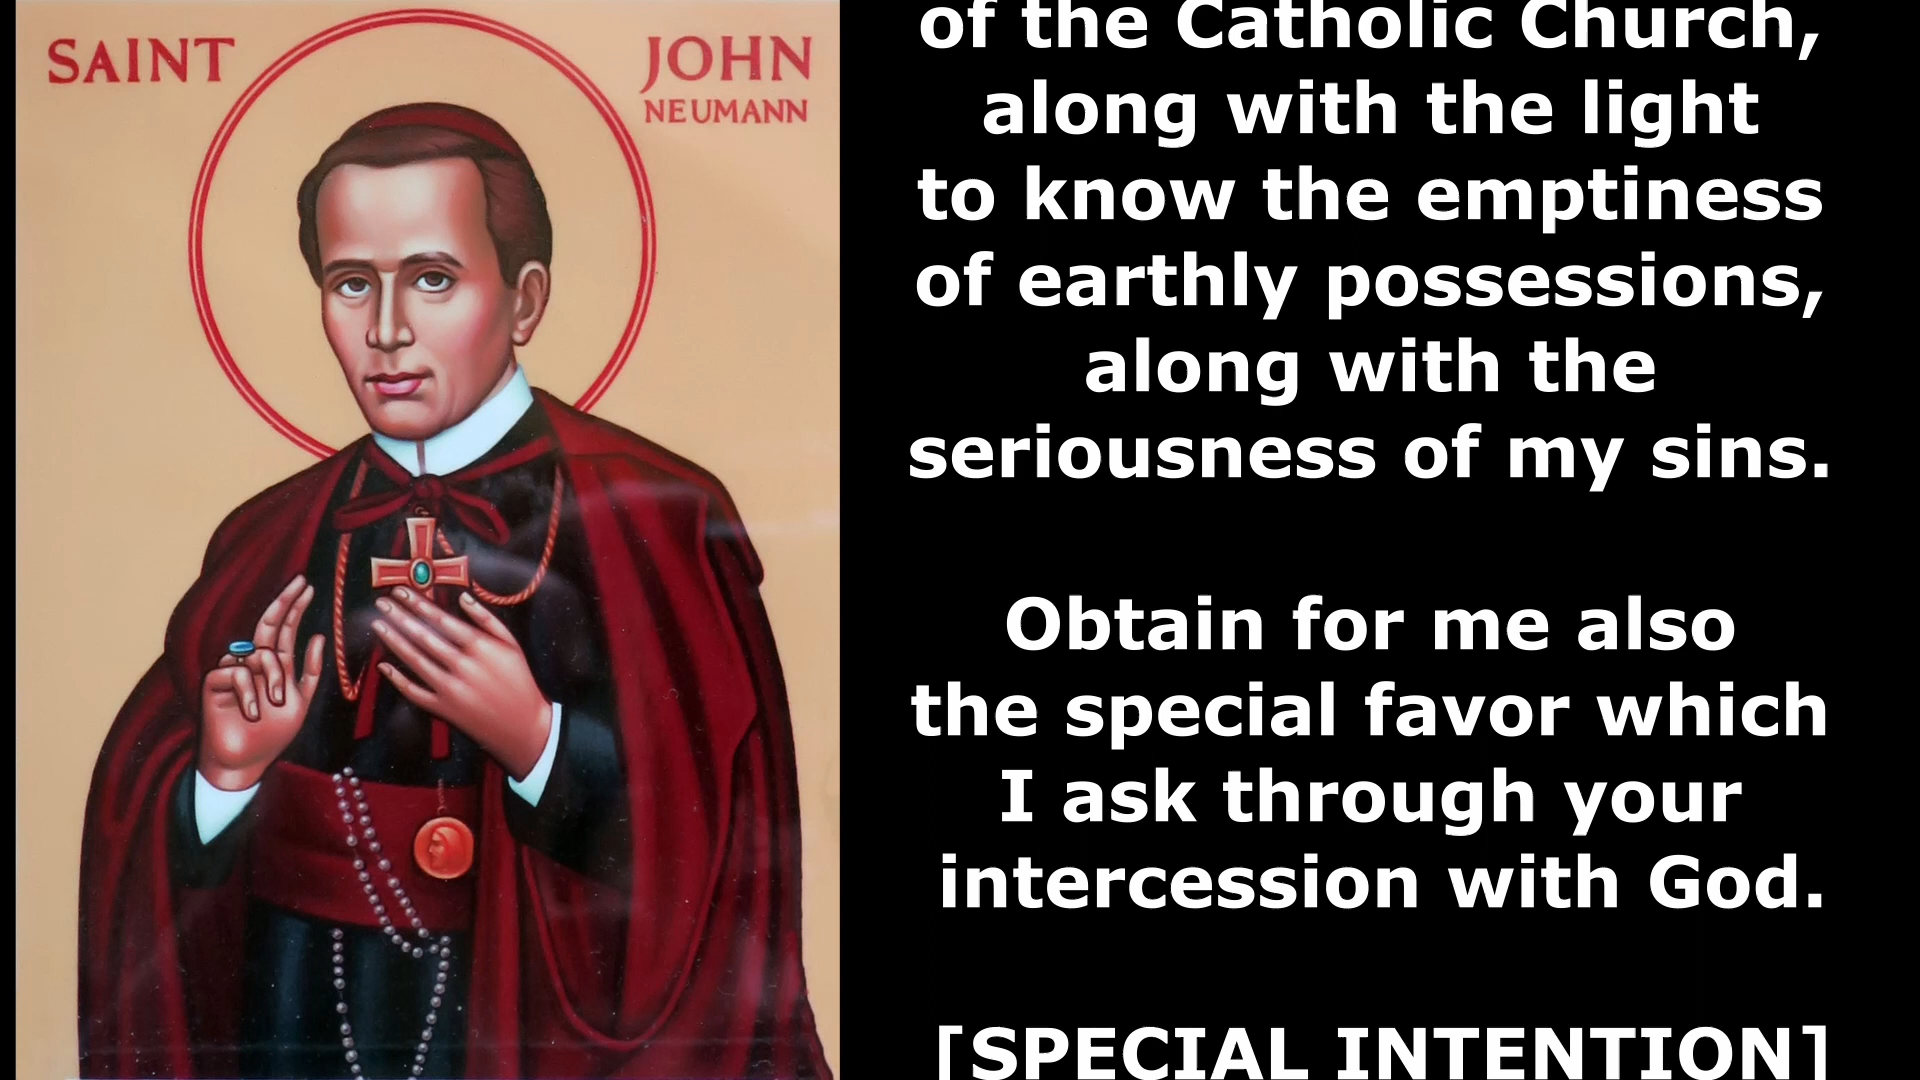 SAINT JOHN
NEUMANN
of the Catholic Church,
along with the light
to know the emptiness
of earthly possessions,
along with the
seriousness of my sins.
Obtain for me also
the special favor which
I ask through your
intercession with God.
[SPECIAL INTENTION]